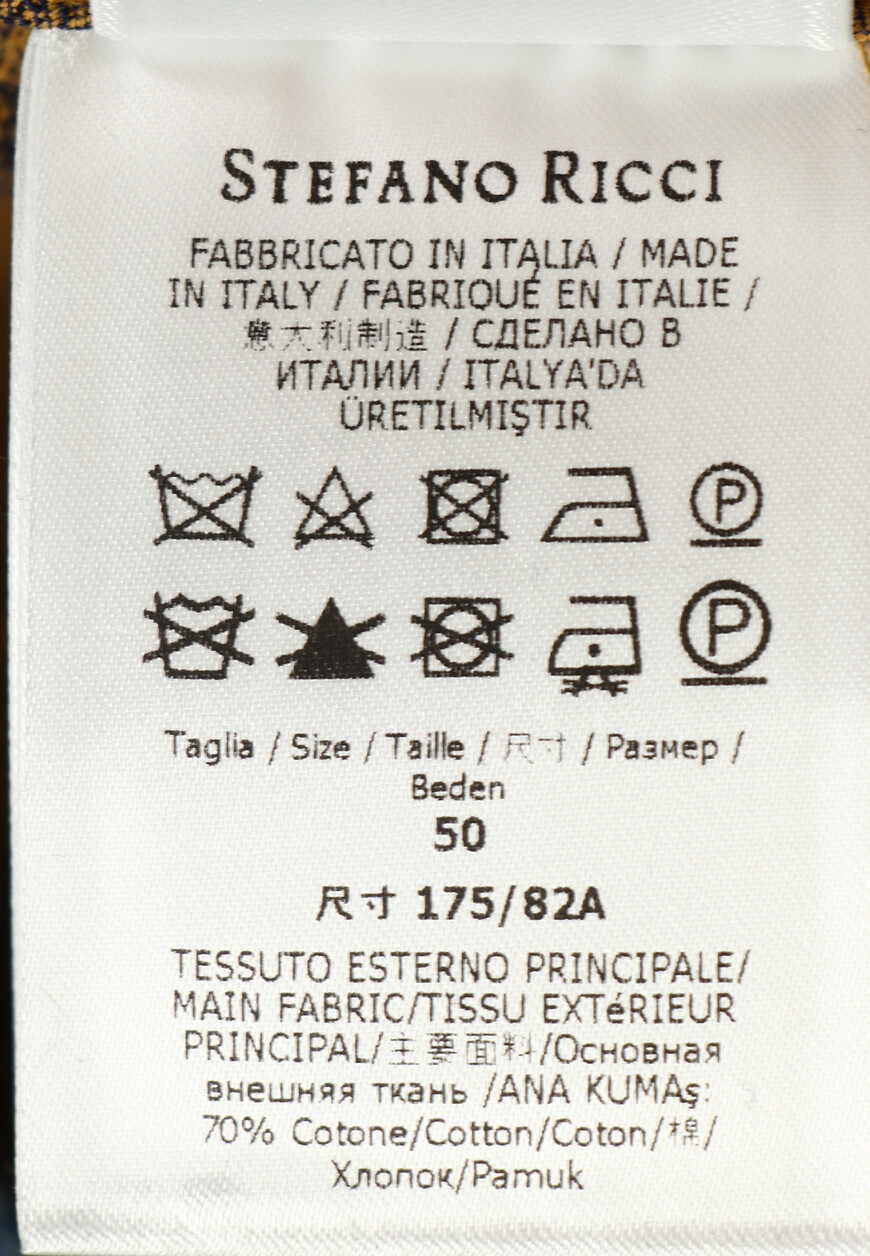 STEFANO RICCI
FABBRICATO IN ITALIA / MADE
IN ITALY / FABRIQUÉ EN ITALIE /
意大利制造 / СДЕЛАНО В
ИТАЛИИ / ITALYA'DA
ÜRETILMIŞTIR
P
P
Taglia / Size / Taille / 尺寸 / Размер /
Beden
50
尺寸 175/82A
TESSUTO ESTERNO PRINCIPALE/
MAIN FABRIC/TISSU EXTéRIEUR
PRINCIPAL/主要面料/Основная
внешняя ткань /ANA KUMAş:
70% Cotone/Cotton/Coton/棉/
Хлопок/Pamuk